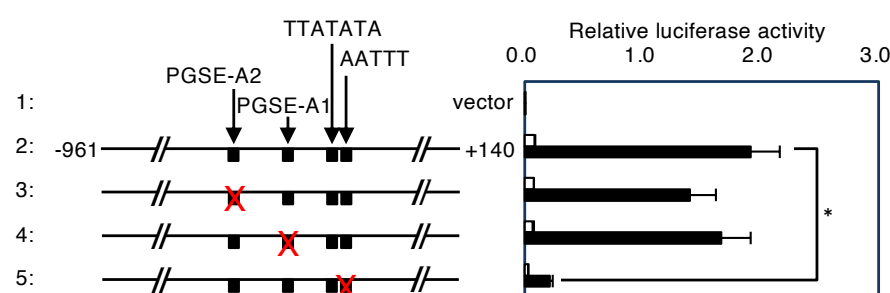 TTATATA
Relative luciferase activity
AATTT
0.0 1.0 2.0 3.0
PGSE-A2
PGSE-A1
1: vector
2: -961 +140
3:
4:
5:
X
X
X
*